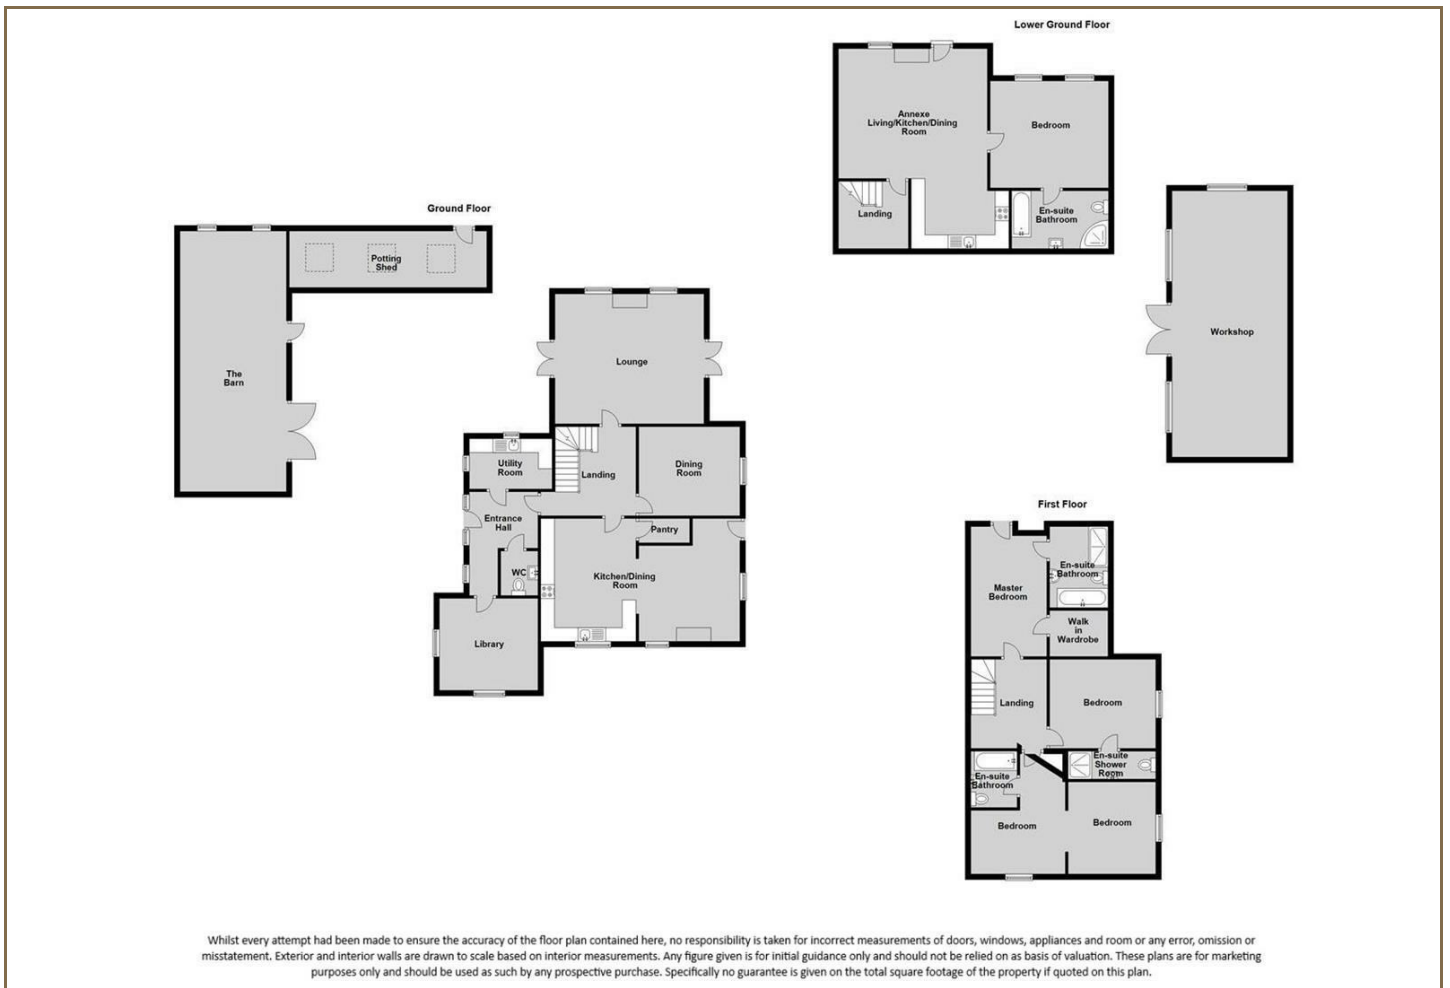 Lower Ground Floor
Annexe
Living/Kitchen/Dining
Room
Bedroom
Landing
En-suite
Bathroom
Ground Floor
Potting
Shed
The
Barn
Lounge
Workshop
Utility
Room
Landing
Dining
Room
Entrance
Hall
Pantry
WC
Kitchen/Dining
Room
Library
First Floor
En-suite
Bathroom
Master
Bedroom
Walk
in
Wardrobe
Landing
Bedroom
En-suite
Shower
Room
En-suite
Bathroom
Bedroom
Bedroom
Whilst every attempt had been made to ensure the accuracy of the floor plan contained here, no responsibility is taken for incorrect measurements of doors, windows, appliances and room or any error, omission or
misstatement. Exterior and interior walls are drawn to scale based on interior measurements. Any figure given is for initial guidance only and should not be relied on as basis of valuation. These plans are for marketing
purposes only and should be used as such by any prospective purchase. Specifically no guarantee is given on the total square footage of the property if quoted on this plan.